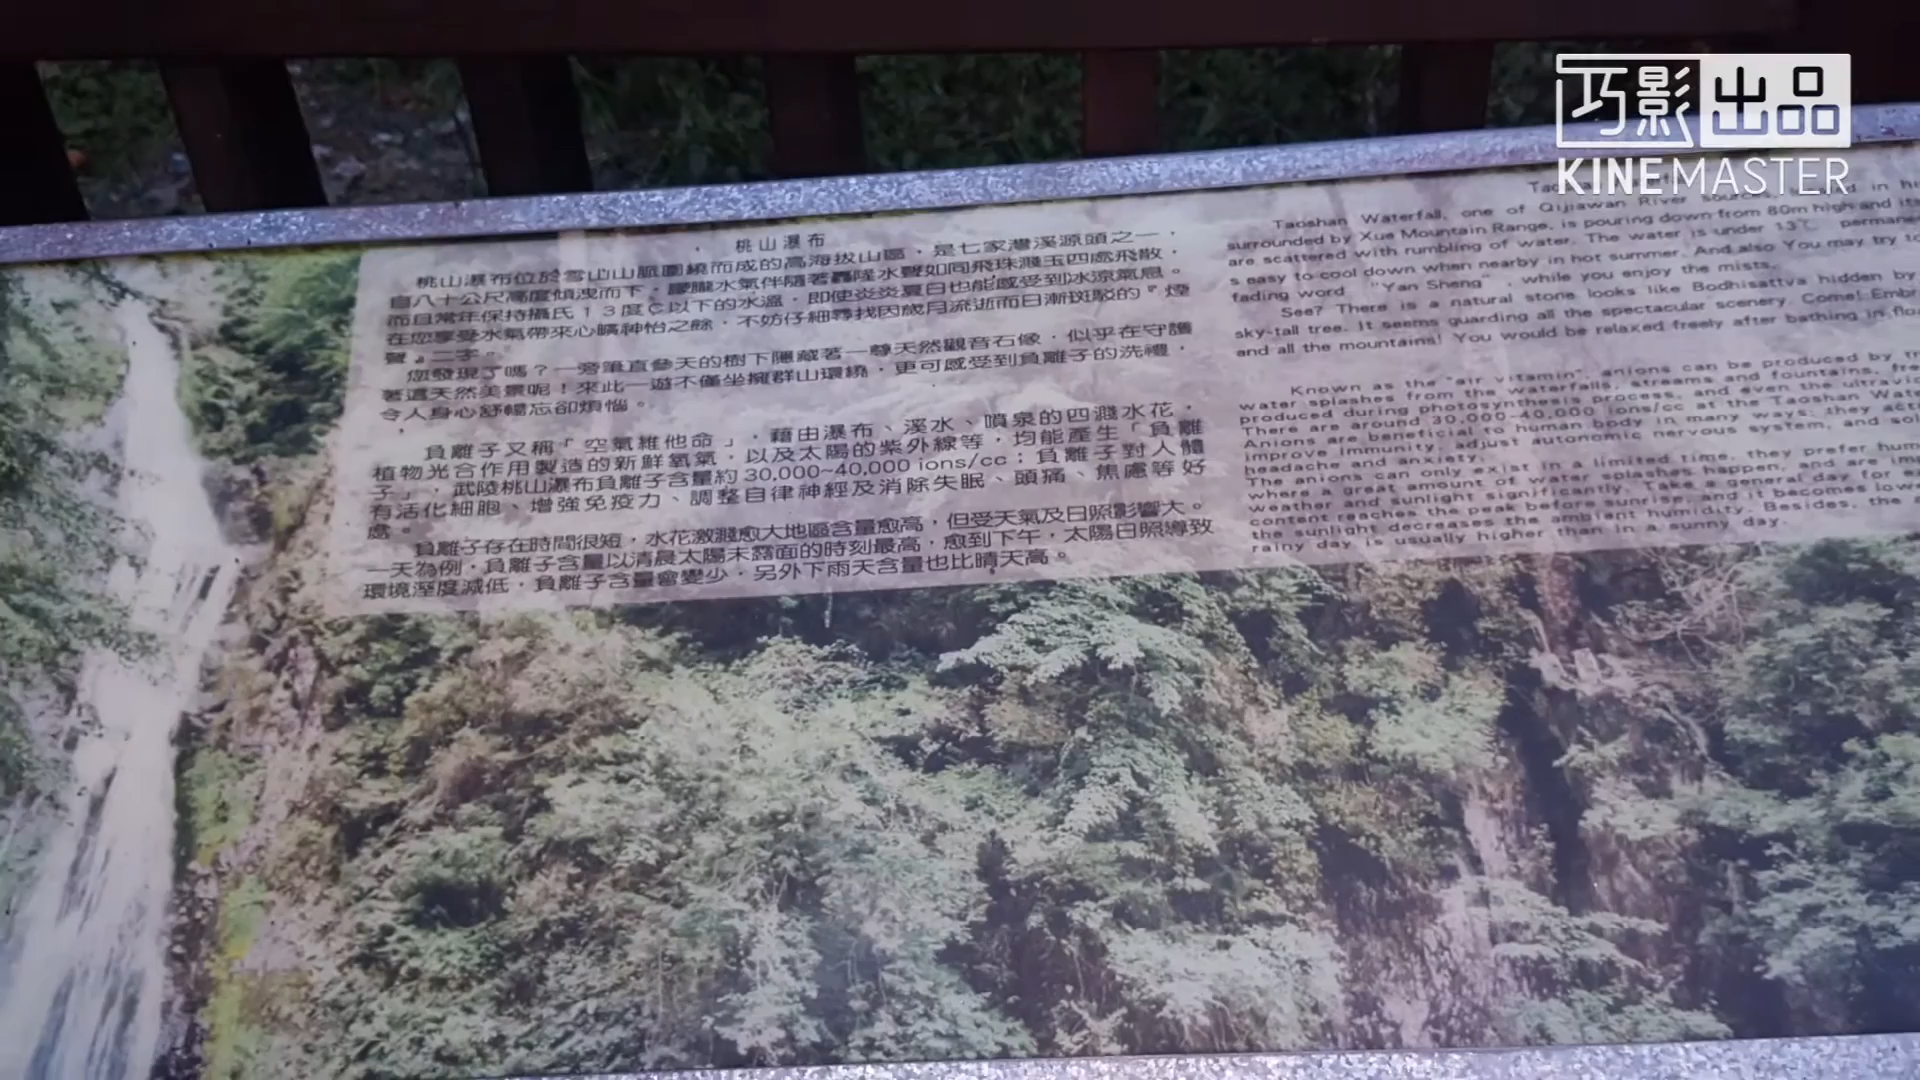 巧影出品
KINEMASTER
桃山瀑布
桃山瀑布位於雪山山脈圍繞而成的高海拔山區，是七家灣溪源頭之一，
自八十公尺高度傾洩而下，朦朧水氣伴隨著轟隆水聲如同飛珠濺玉四處飛散，
而且常年保持攝氏13度C以下的水溫，即使炎炎夏日也能感受到冰涼氣息。
在您享受水氣帶來心曠神怡之餘，不妨仔細尋找因歲月流逝而日漸斑駁的『煙
聲』二字。
您發現了嗎？一旁筆直參天的樹下隱藏著一尊天然觀音石像，似乎在守護
著這天然美景呢！來此一遊不僅坐擁群山環繞，更可感受到負離子的洗禮，
令人身心舒暢忘卻煩惱。
負離子又稱「空氣維他命」，藉由瀑布、溪水、噴泉的四濺水花，
植物光合作用製造的新鮮氧氣，以及太陽的紫外線等，均能產生「負離
子」，武陵桃山瀑布負離子含量約30,000~40,000 ions/cc；負離子對人體
有活化細胞、增強免疫力、調整自律神經及消除失眠、頭痛、焦慮等好
處。
負離子存在時間很短，水花激濺愈大地區含量愈高，但受天氣及日照影響大。
一天為例，負離子含量以清晨太陽未露面的時刻最高，愈到下午，太陽日照導致
環境溼度減低，負離子含量會變少，另外下雨天含量也比晴天高。
Taoshan Waterfall, one of Qijiawan River sources, in
surrounded by Xue Mountain Range, is pouring down from 80m high and its
are scattered with rumbling of water. The water is under 13℃
s easy to cool down when nearby in hot summer. And also You may try to
fading word "Yan Sheng", while you enjoy the mists.
See? There is a natural stone looks like Bodhisattva hidden by
sky-tall tree. It seems guarding all the spectacular scenery. Come!
and all the mountains! You would be relaxed freely after bathing in
Known as the "air vitamin", anions can be produced by
water splashes from the waterfalls, streams and fountains,
produced during photosynthesis process, and even the
There are around 30,000-40,000 ions/cc at the Taoshan
Anions are beneficial to human body in many ways: they
improve immunity, adjust autonomic nervous system, and
headache and anxiety.
The anions can only exist in a limited time, they prefer
where a great amount of water splashes happen, and are
weather and sunlight significantly. Take a general day for
content reaches the peak before sunrise, and it becomes
the sunlight decreases the ambient humidity. Besides, the
rainy day is usually higher than in a sunny day.